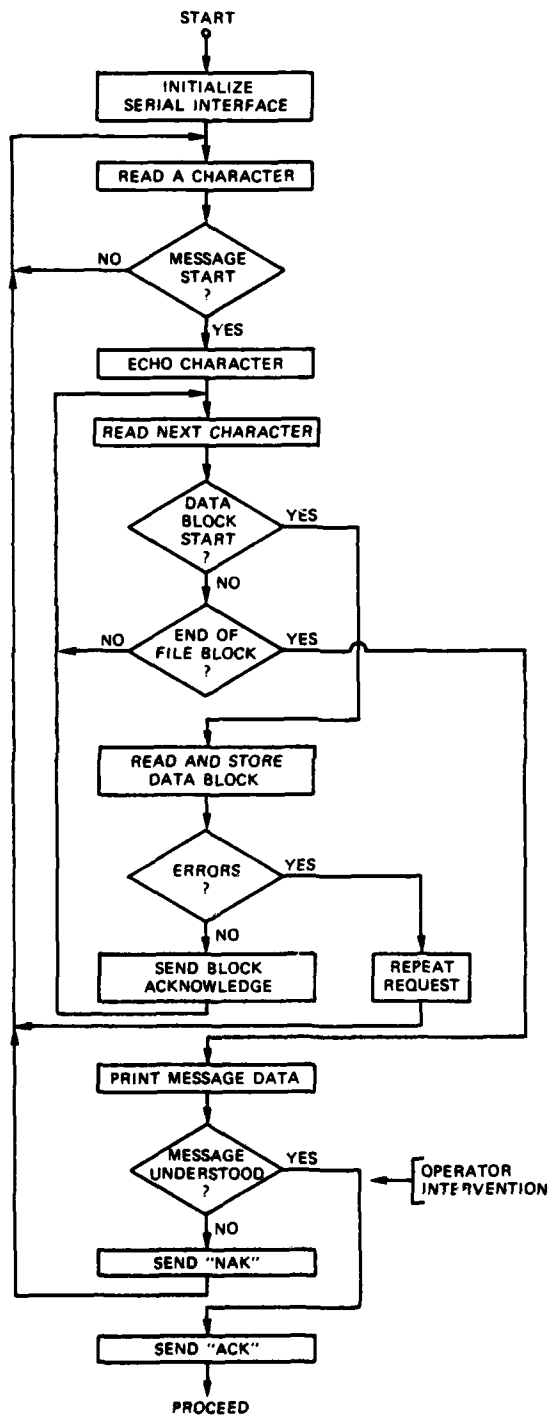 START
INITIALIZE
SERIAL INTERFACE
READ A CHARACTER
MESSAGE
START
?
NO
YES
ECHO CHARACTER
READ NEXT CHARACTER
DATA
BLOCK
START
?
YES
NO
END OF
FILE BLOCK
?
NO
YES
READ AND STORE
DATA BLOCK
ERRORS
?
YES
NO
SEND BLOCK
ACKNOWLEDGE
REPEAT
REQUEST
PRINT MESSAGE DATA
MESSAGE
UNDERSTOOD
?
YES
OPERATOR
INTERVENTION
NO
SEND "NAK"
SEND "ACK"
PROCEED